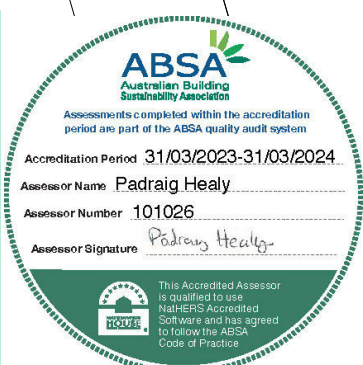 ABSA
Australian Building
Sustainability Association
Assessments completed within the accreditation
period are part of the ABSA quality audit system
Accreditation Period 31/03/2023-31/03/2024
Assessor Name Padraig Healy
Assessor Number 101026
Assessor Signature Padraig Healy
NATIONWIDE
HOUSE
This Accredited Assessor
is qualified to use
NatHERS Accredited
Software and has agreed
to follow the ABSA
Code of Practice